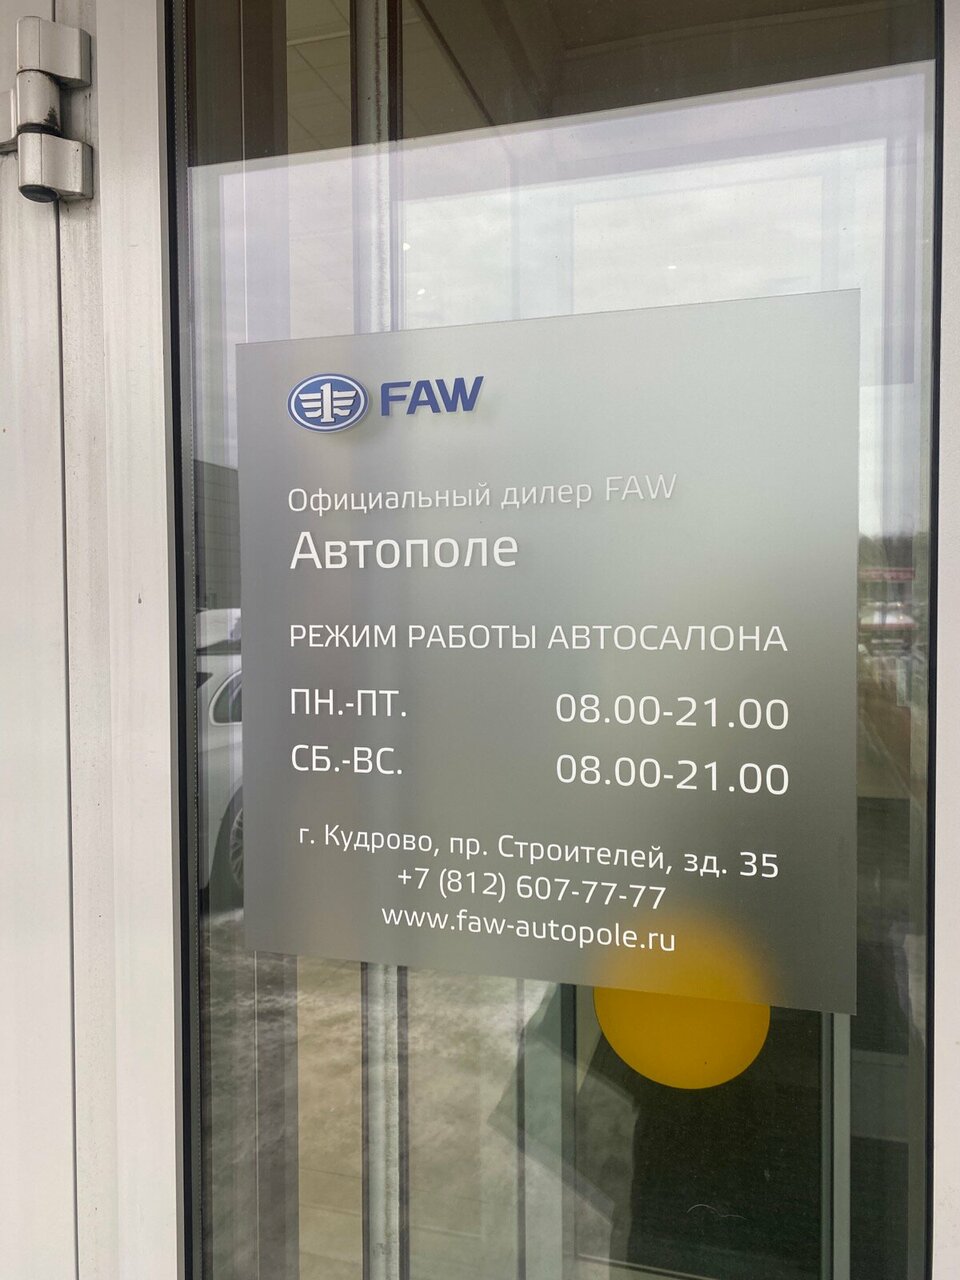 1 FAW
Официальный дилер FAW
Автополе
РЕЖИМ РАБОТЫ АВТОСАЛОНА
ПН.-ПТ. 08.00-21.00
СБ.-ВС. 08.00-21.00
г. Кудрово, пр. Строителей, зд. 35
+7 (812) 607-77-77
www.faw-autopole.ru